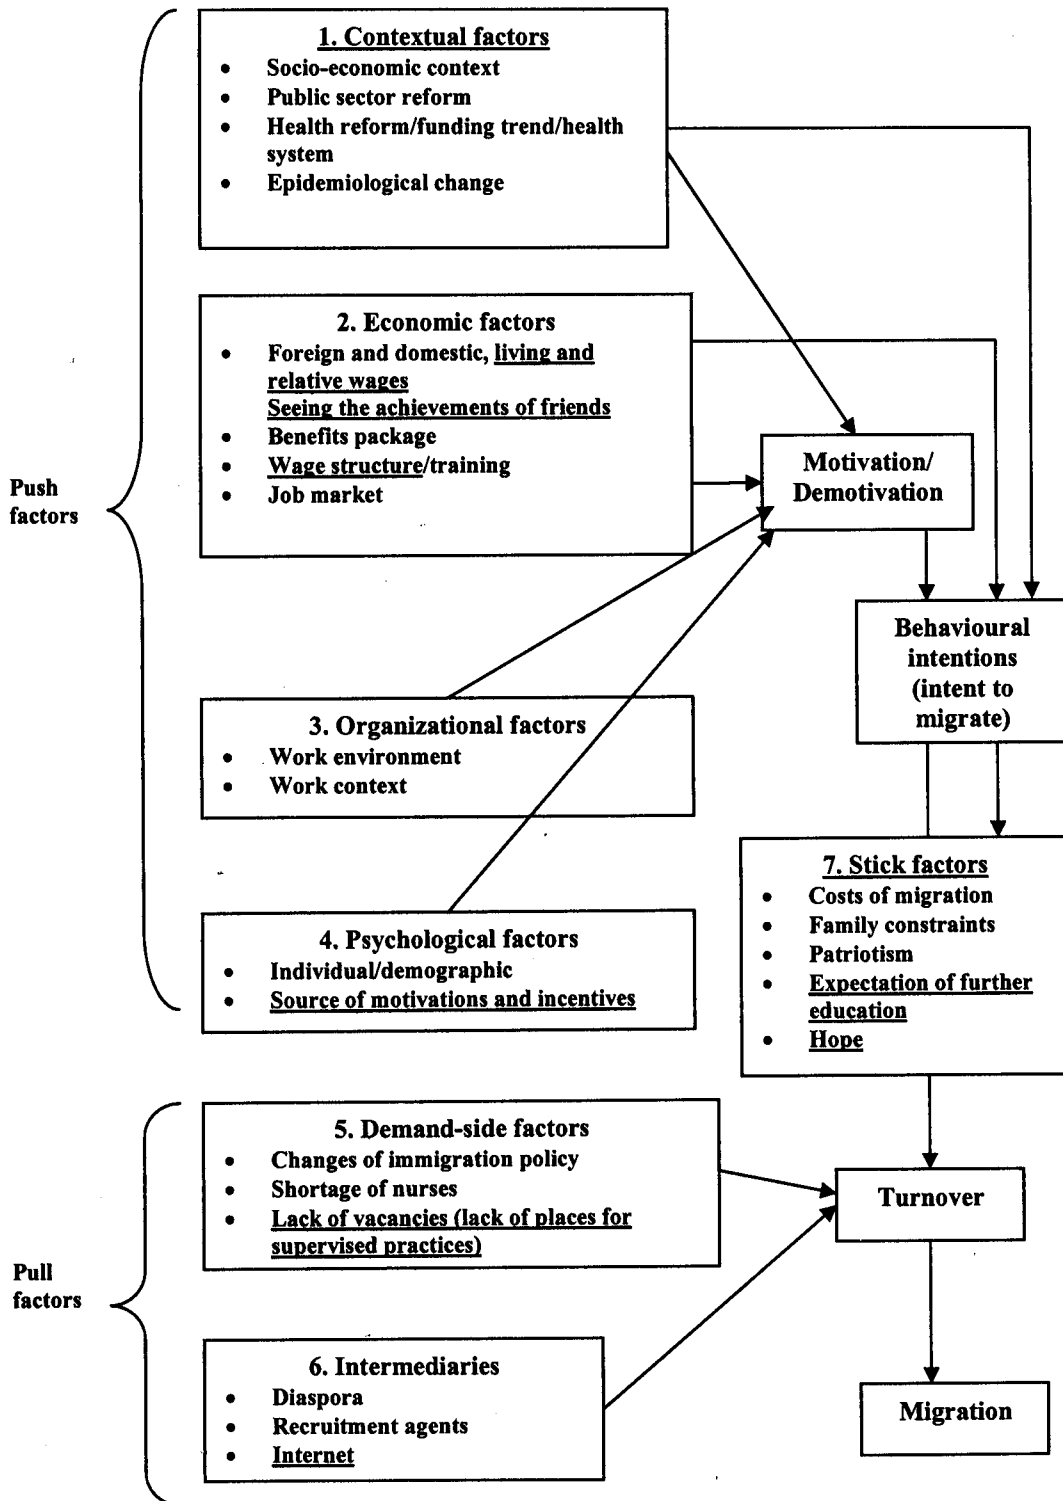 1. Contextual factors
• Socio-economic context
• Public sector reform
• Health reform/funding trend/health
system
• Epidemiological change
2. Economic factors
• Foreign and domestic, living and
relative wages
Seeing the achievements of friends
• Benefits package
• Wage structure/training
• Job market
Push
factors
Motivation/
Demotivation
Behavioural
intentions
(intent to
migrate)
3. Organizational factors
• Work environment
• Work context
4. Psychological factors
• Individual/demographic
• Source of motivations and incentives
7. Stick factors
• Costs of migration
• Family constraints
• Patriotism
• Expectation of further
education
• Hope
5. Demand-side factors
• Changes of immigration policy
• Shortage of nurses
• Lack of vacancies (lack of places for
supervised practices)
Turnover
Pull
factors
6. Intermediaries
• Diaspora
• Recruitment agents
• Internet
Migration